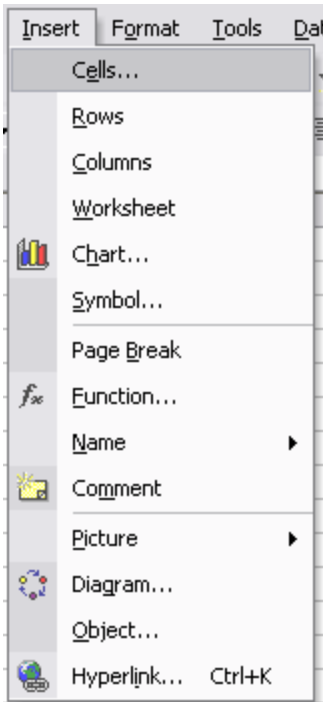 Insert Format Tools
Cells...
Rows
Columns
Worksheet
Chart...
Symbol...
Page Break
Function...
Name
Comment
Picture
Diagram...
Object...
Hyperlink... Ctrl+K